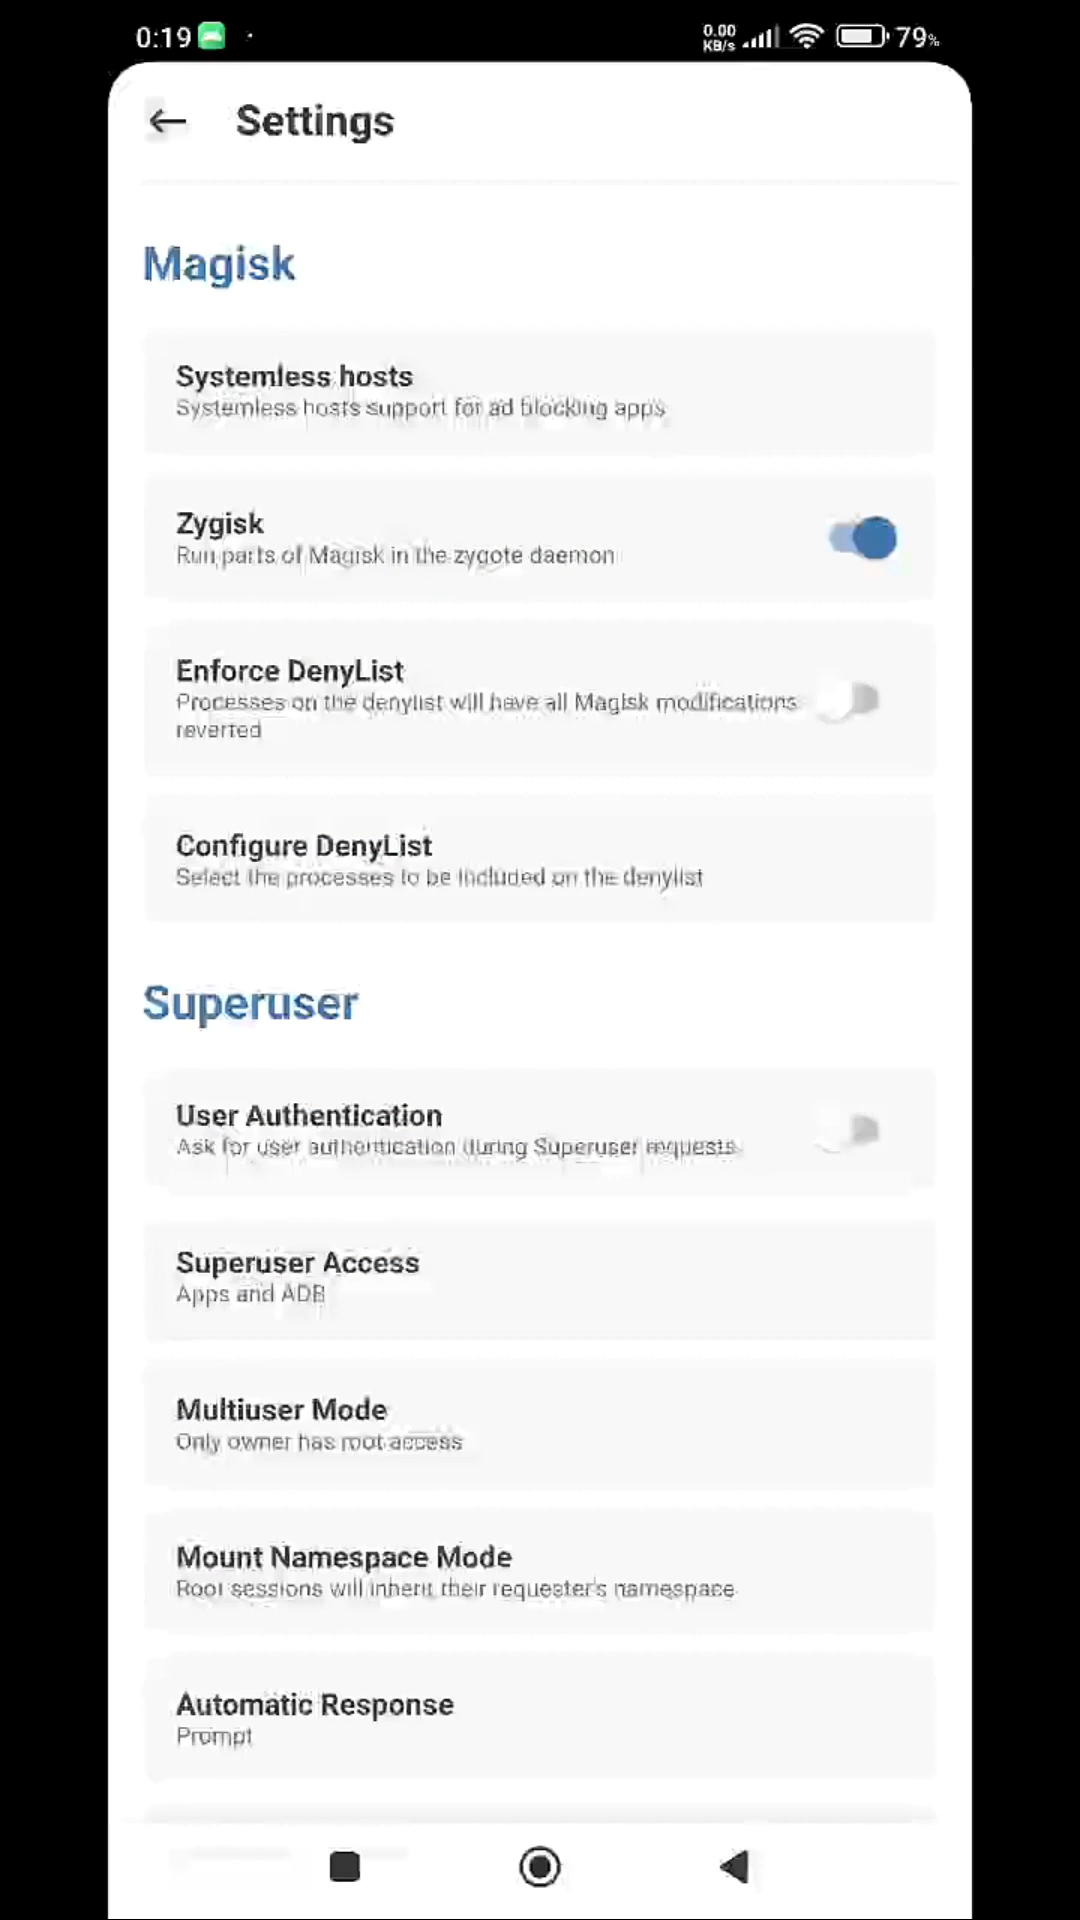 0:19
0.00
KB/s
79%
Settings
Magisk
Systemless hosts
Systemless hosts support for ad blocking apps
Zygisk
Run parts of Magisk in the zygote daemon
Enforce DenyList
Processes on the denylist will have all Magisk modifications
reverted
Configure DenyList
Select the processes to be included on the denylist
Superuser
User Authentication
Ask for user authentication during Superuser requests
Superuser Access
Apps and ADB
Multiuser Mode
Only owner has root access
Mount Namespace Mode
Root sessions will inherit their requester's namespace
Automatic Response
Prompt